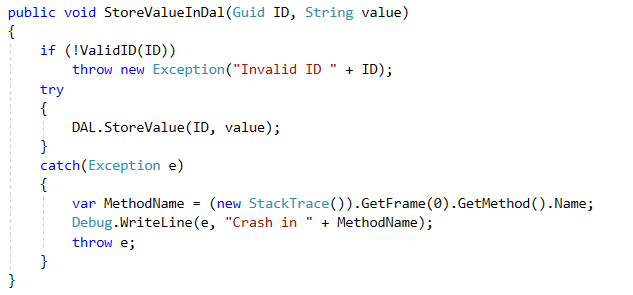 public void StoreValueInDal(Guid ID, String value)
{
    if (!ValidID(ID))
        throw new Exception("Invalid ID " + ID);
    try
    {
        DAL.StoreValue(ID, value);
    }
    catch(Exception e)
    {
        var MethodName = (new StackTrace()).GetFrame(0).GetMethod().Name;
        Debug.WriteLine(e, "Crash in " + MethodName);
        throw e;
    }
}